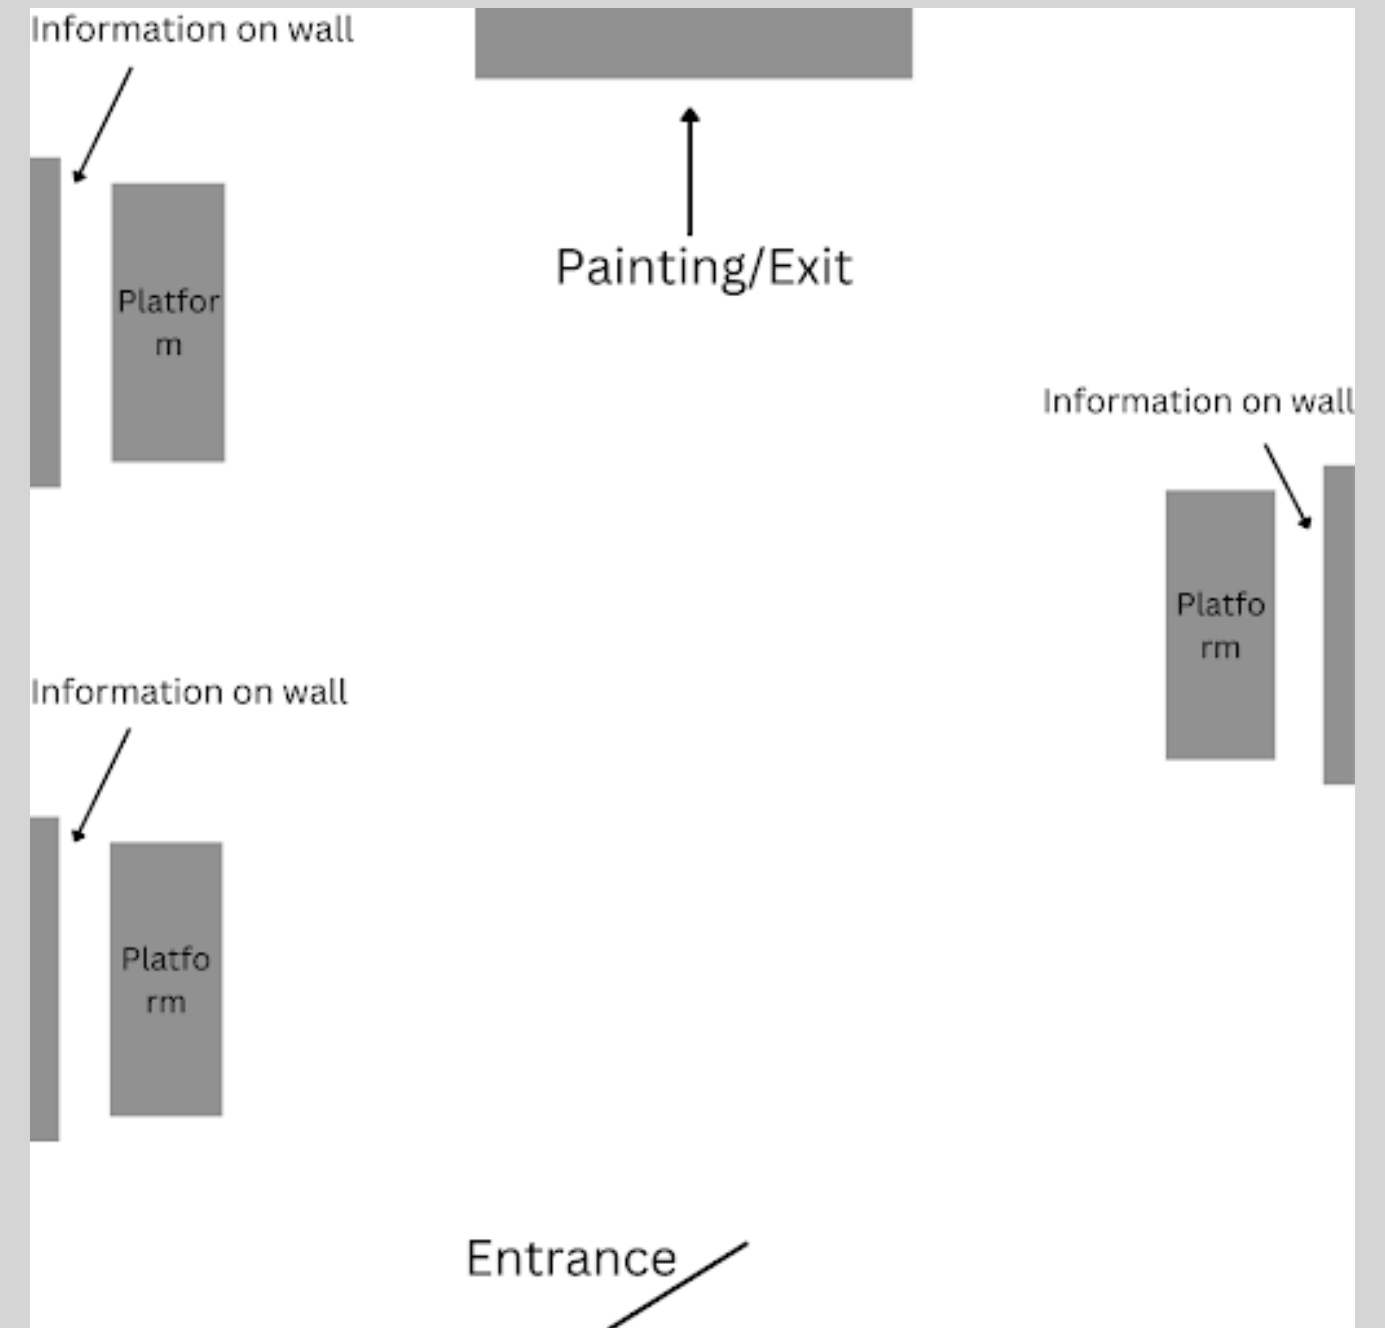 Information on wall
Painting/Exit
Platfor
m
Information on wall
Platfo
rm
Information on wall
Platfo
rm
Entrance